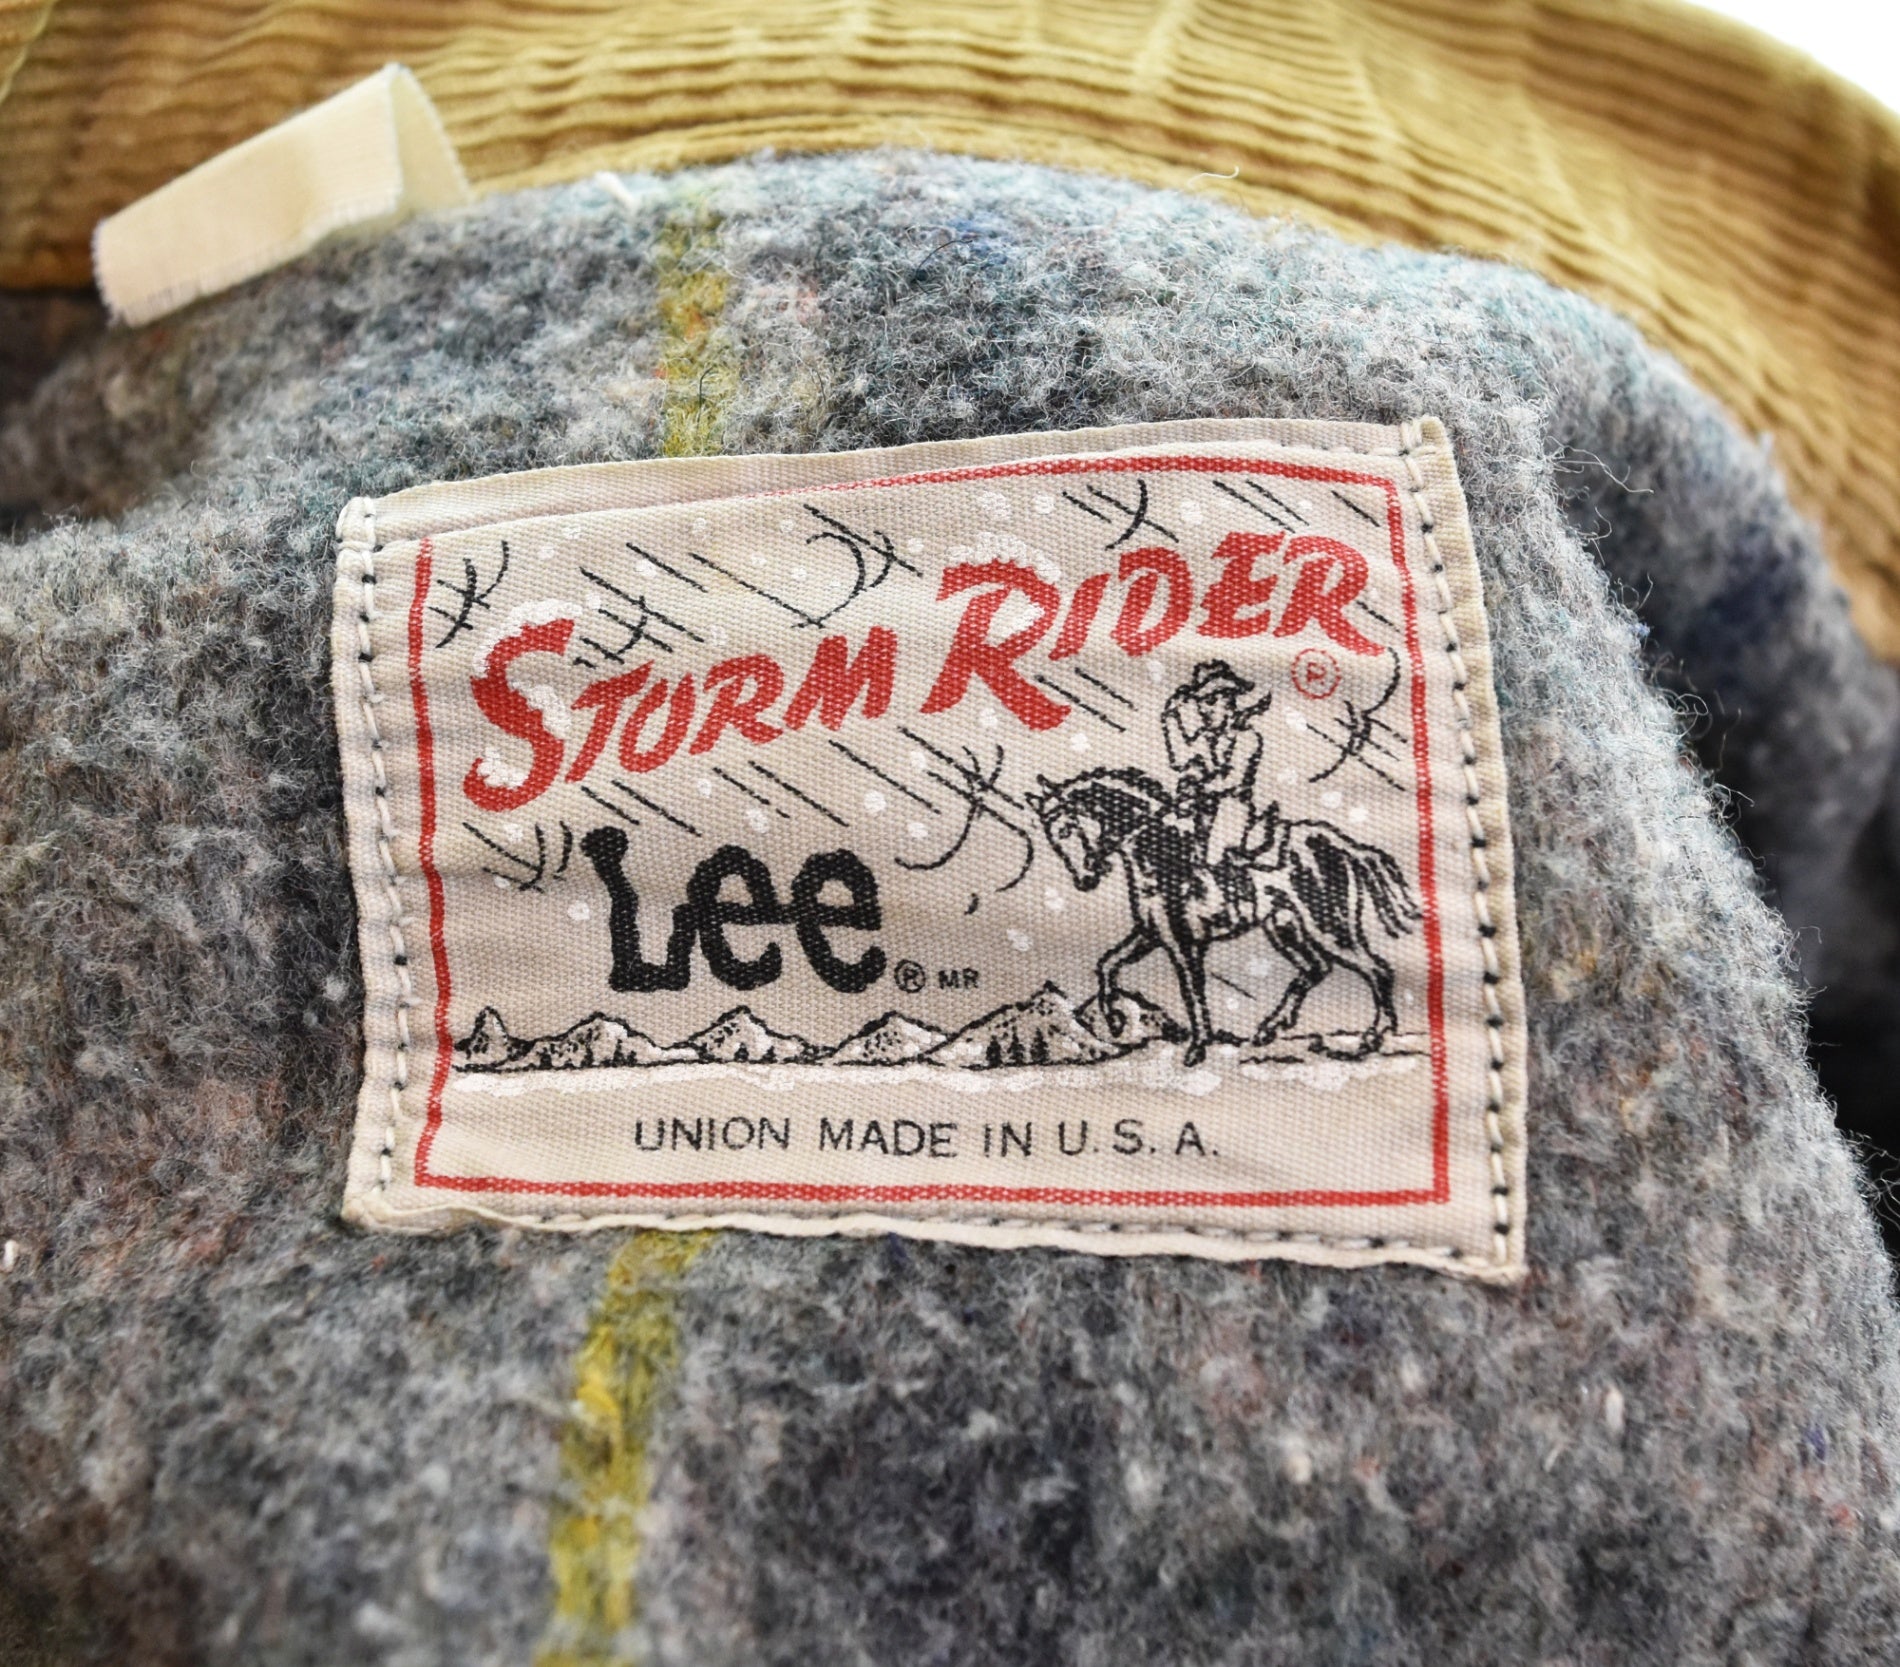 STORM RIDER ®
Lee ® MR
UNION MADE IN U.S.A.